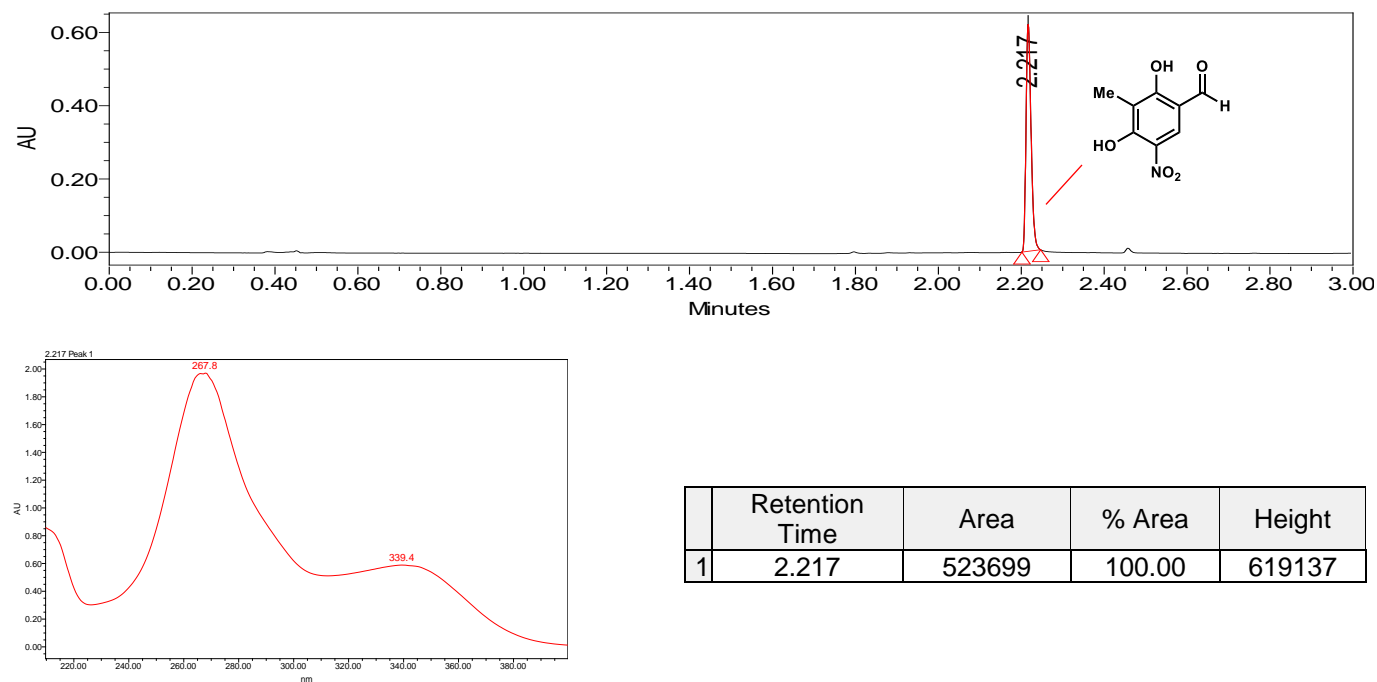 0.60
0.40
0.20
0.00
AU
2.217
OH
O
H
Me
HO
NO2
0.00 0.20 0.40 0.60 0.80 1.00 1.20 1.40 1.60 1.80 2.00 2.20 2.40 2.60 2.80 3.00
Minutes
2.217 Peak 1
267.8
339.4
2.00
1.80
1.60
1.40
1.20
1.00
0.80
0.60
0.40
0.20
0.00
AU
220.00 240.00 260.00 280.00 300.00 320.00 340.00 360.00 380.00
nm
Retention Time Area % Area Height
1 2.217 523699 100.00 619137